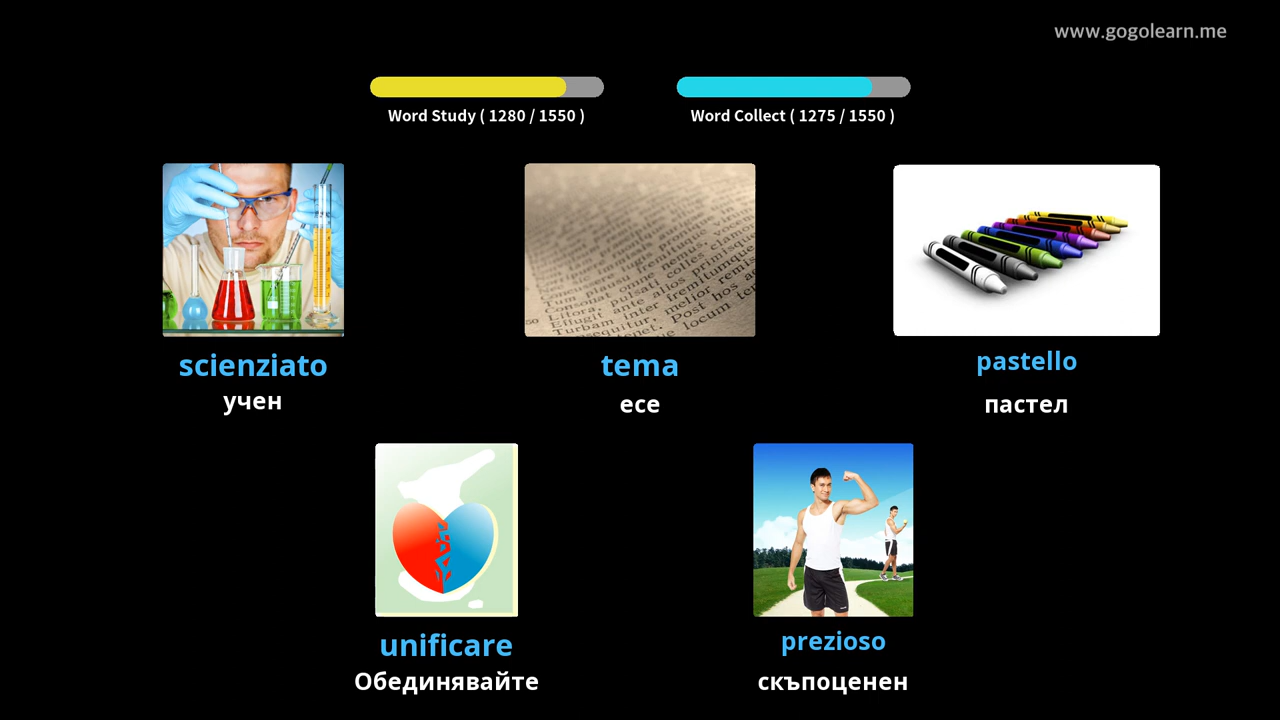 www.gogolearn.me
Word Study ( 1280 / 1550 )
Word Collect ( 1275 / 1550 )
scienziato
tema
pastello
учен
есе
пастел
unificare
prezioso
Обединявайте
скъпоценен